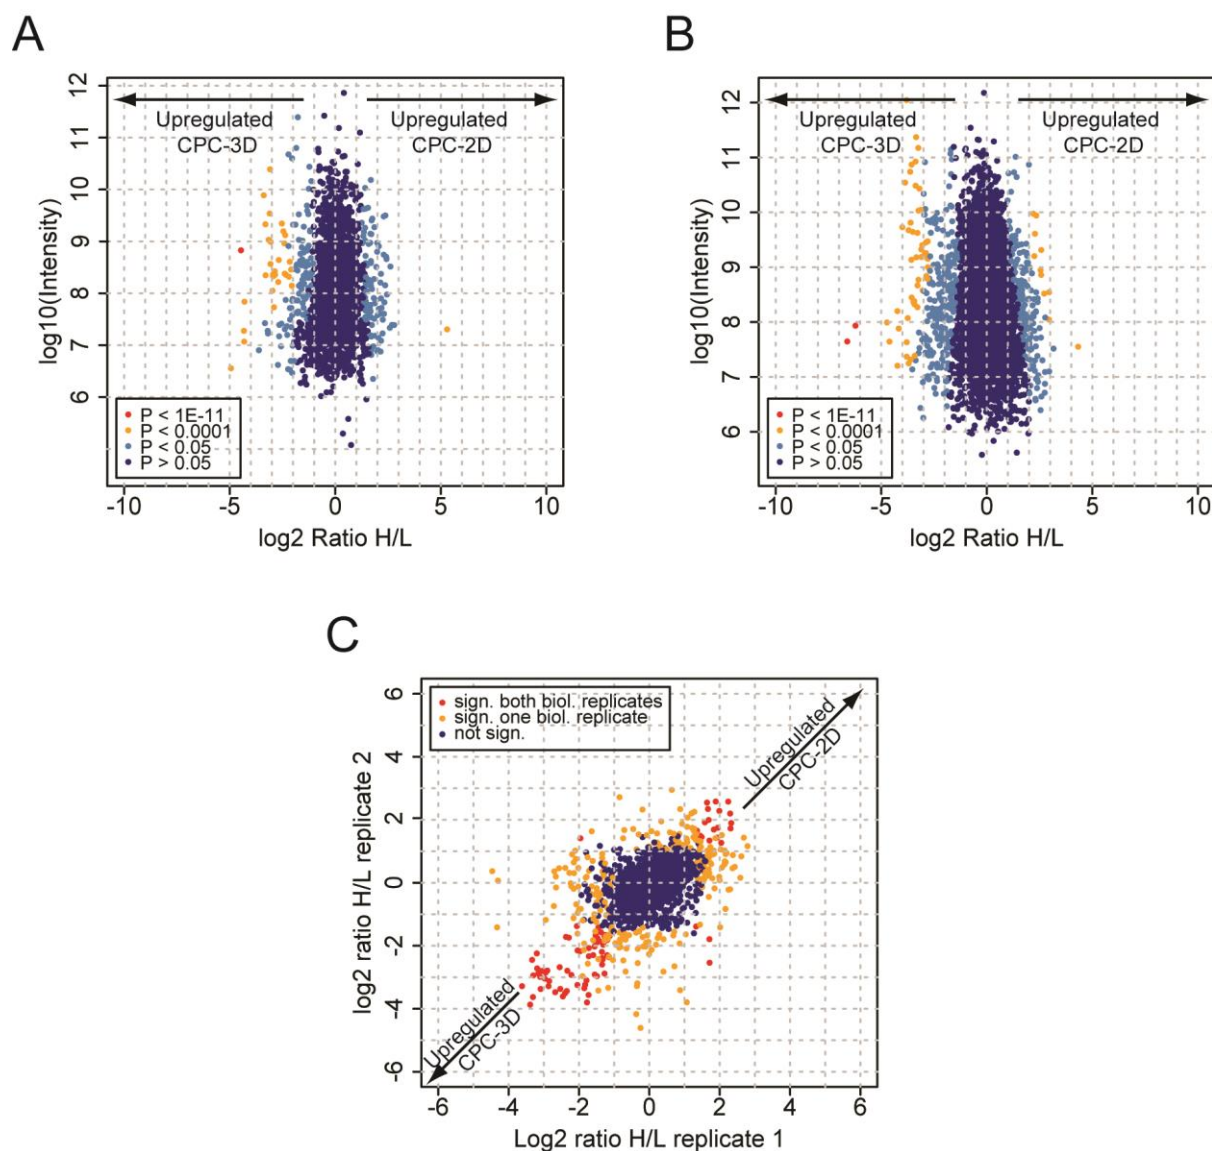 A
Upregulated
CPC-3D
Upregulated
CPC-2D
log10(Intensity)
12
11
10
9
8
7
6
P < 1E-11
P < 0.0001
P < 0.05
P > 0.05
-10
-5
0
5
10
log2 Ratio H/L
B
Upregulated
CPC-3D
Upregulated
CPC-2D
log10(Intensity)
12
11
10
9
8
7
6
P < 1E-11
P < 0.0001
P < 0.05
P > 0.05
-10
-5
0
5
10
log2 Ratio H/L
C
sign. both biol. replicates
sign. one biol. replicate
not sign.
Upregulated
CPC-2D
log2 ratio H/L replicate 2
6
4
2
0
-2
-4
-6
Upregulated
CPC-3D
-6
-4
-2
0
2
4
6
Log2 ratio H/L replicate 1